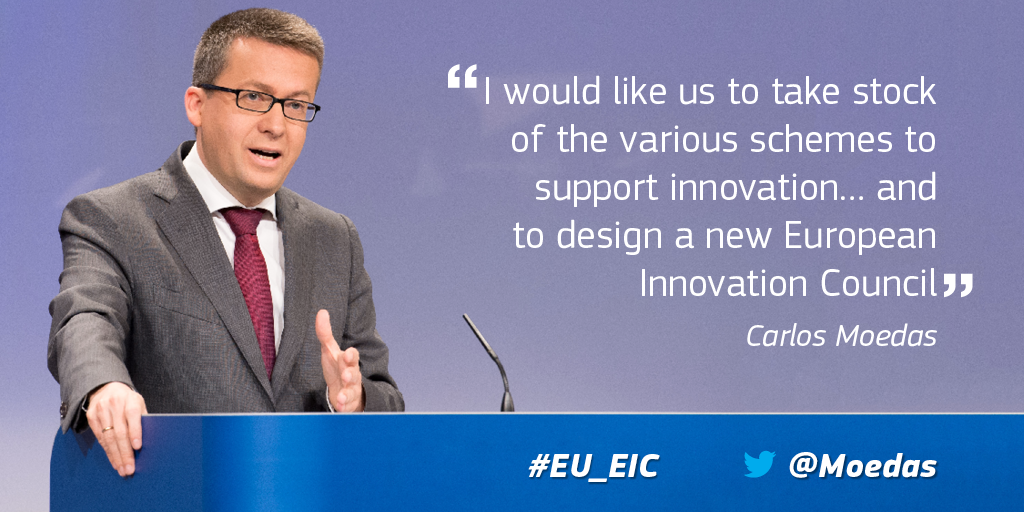 “I would like us to take stock
of the various schemes to
support innovation... and
to design a new European
Innovation Council”
Carlos Moedas
#EU_EIC @Moedas